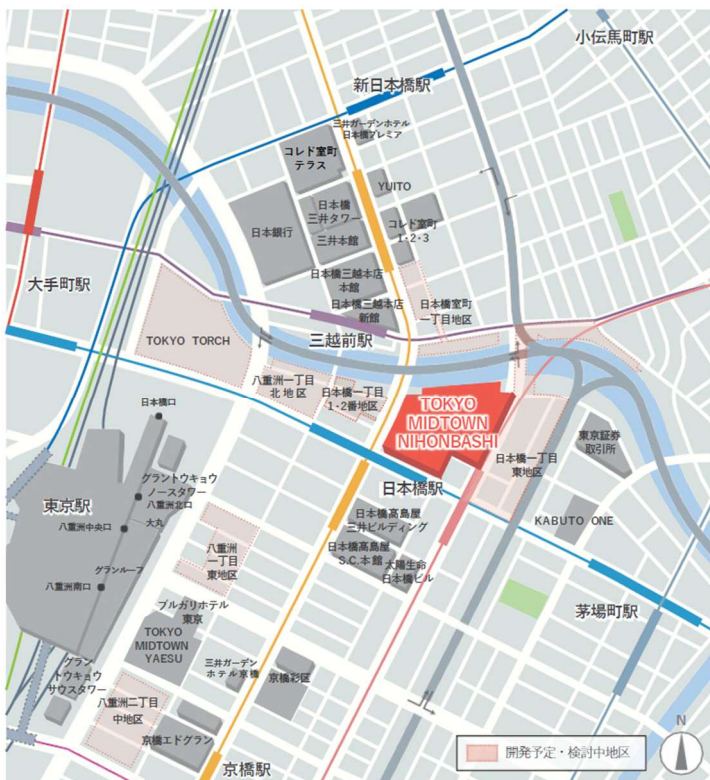 小伝馬町駅
新日本橋駅
三井ガーデンホテル
日本橋プレミア
コレド室町
テラス
YUITO
日本橋
三井タワー
コレド室町
1・2・3
日本銀行
三井本館
日本橋三越本店
本館
大手町駅
日本橋三越本店
新館
日本橋室町
一丁目地区
三越前駅
TOKYO TORCH
八重洲一丁目
北地区
日本橋一丁目
1・2番地区
TOKYO
MIDTOWN
NIHONBASHI
日本橋口
東京証券
取引所
日本橋一丁目
東地区
グラントウキョウ
ノースタワー
日本橋駅
東京駅
八重洲北口
大丸
八重洲中央口
KABUTO ONE
日本橋髙島屋
三井ビルディング
八重洲
一丁目
東地区
日本橋髙島屋
S.C.本館
太陽生命
日本橋ビル
グランルーフ
八重洲南口
ブルガリホテル
東京
茅場町駅
TOKYO
MIDTOWN
YAESU
グラン
トウキョウ
サウスタワー
三井ガーデン
ホテル京橋
京橋彩区
八重洲二丁目
中地区
京橋エドグラン
京橋駅
開発予定・検討中地区
N